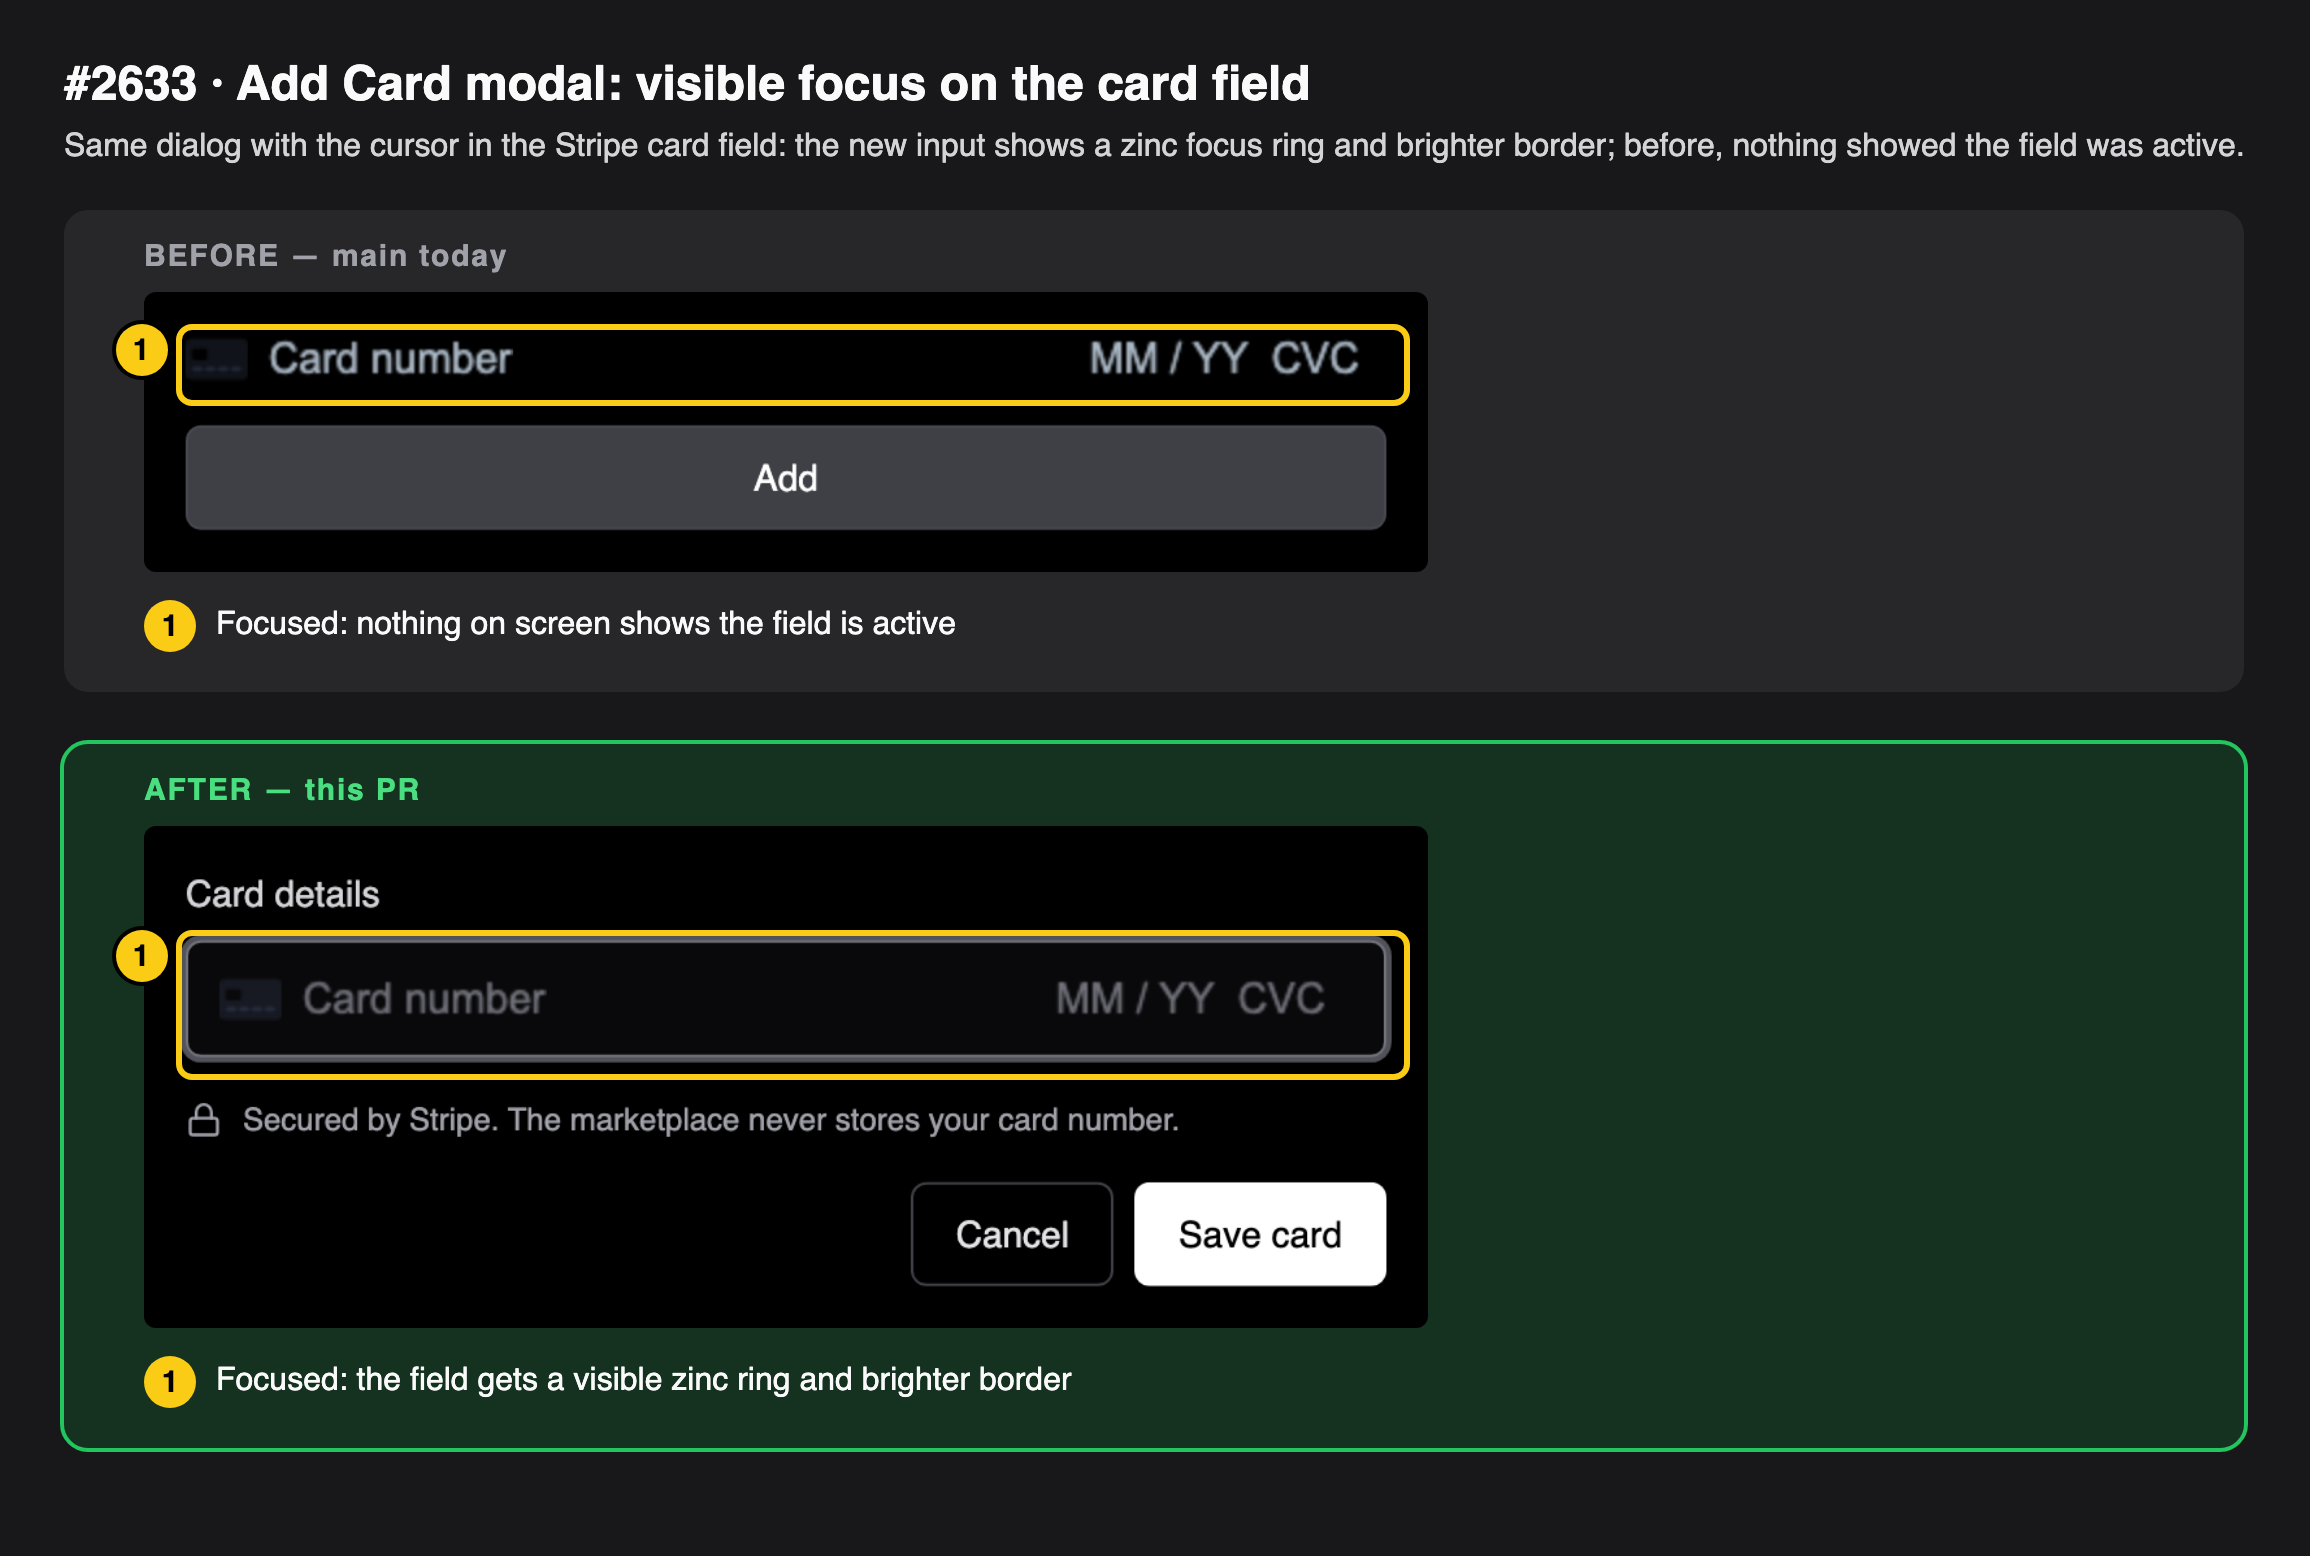 #2633 · Add Card modal: visible focus on the card field
Same dialog with the cursor in the Stripe card field: the new input shows a zinc focus ring and brighter border; before, nothing showed the field was active.
BEFORE — main today
1
Card number MM / YY CVC
Add
1 Focused: nothing on screen shows the field is active
AFTER — this PR
Card details
1
Card number MM / YY CVC
Secured by Stripe. The marketplace never stores your card number.
Cancel Save card
1 Focused: the field gets a visible zinc ring and brighter border